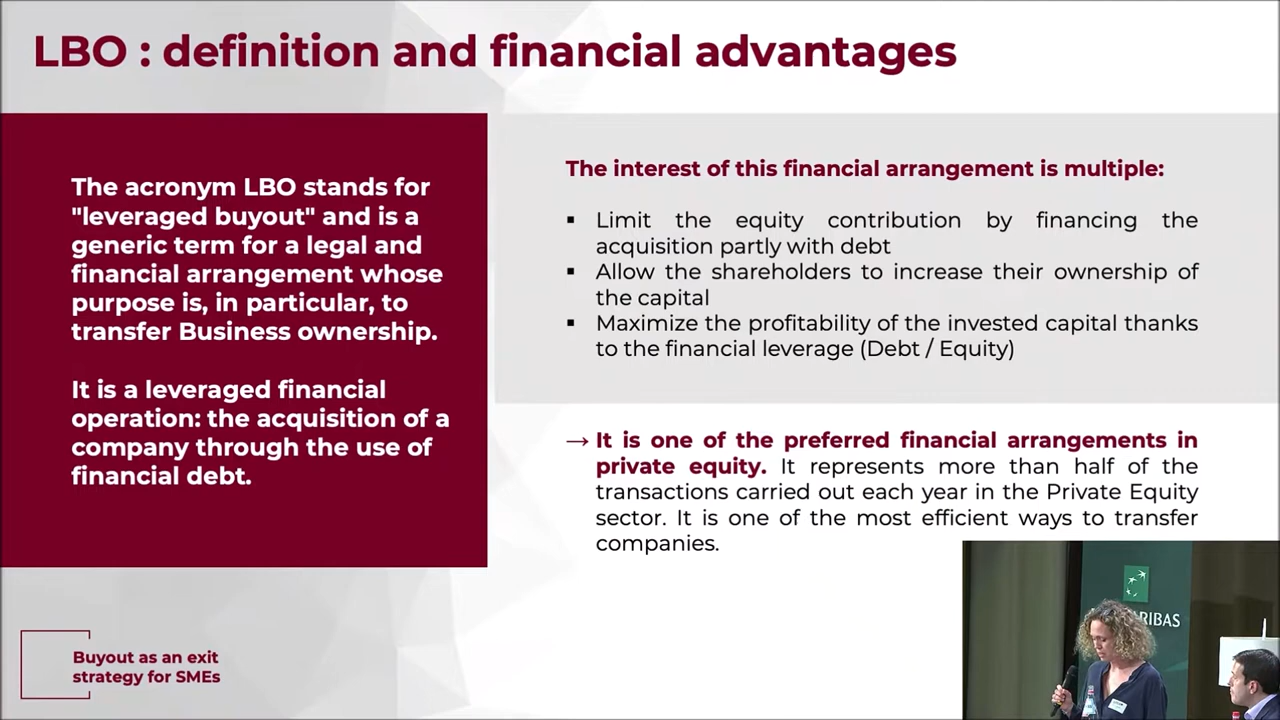 LBO : definition and financial advantages
The acronym LBO stands for
"leveraged buyout" and is a
generic term for a legal and
financial arrangement whose
purpose is, in particular, to
transfer Business ownership.
It is a leveraged financial
operation: the acquisition of a
company through the use of
financial debt.
The interest of this financial arrangement is multiple:
▪ Limit the equity contribution by financing the
acquisition partly with debt
▪ Allow the shareholders to increase their ownership of
the capital
▪ Maximize the profitability of the invested capital thanks
to the financial leverage (Debt / Equity)
→ It is one of the preferred financial arrangements in
private equity. It represents more than half of the
transactions carried out each year in the Private Equity
sector. It is one of the most efficient ways to transfer
companies.
Buyout as an exit
strategy for SMEs
RIBAS